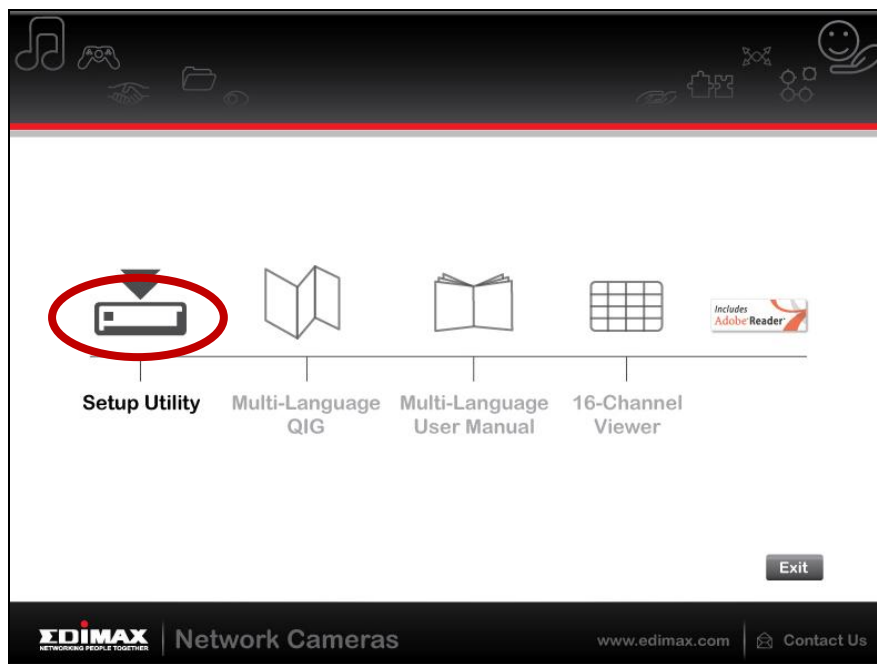 Includes
Adobe Reader
Setup Utility
Multi-Language
QIG
Multi-Language
User Manual
16-Channel
Viewer
Exit
EDIMAX
NETWORKING PEOPLE TOGETHER
Network Cameras
www.edimax.com
Contact Us